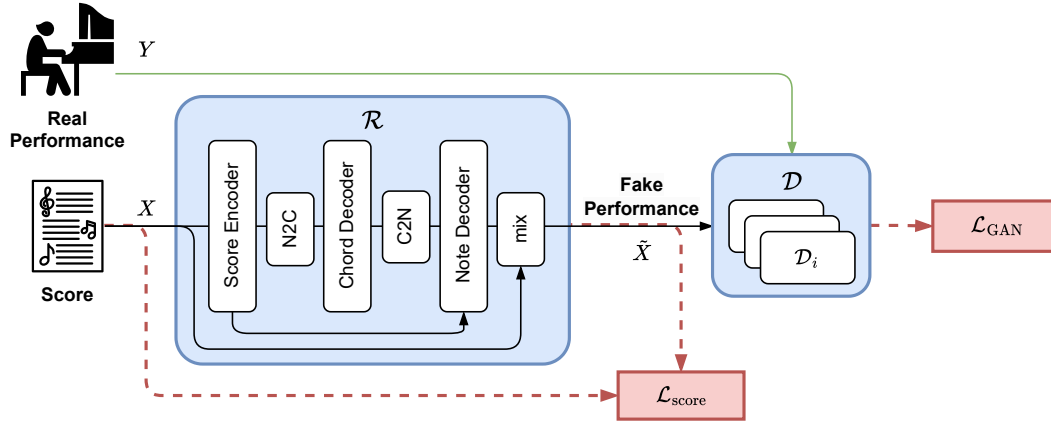 Y
Real
Performance
R
Score Encoder
N2C
Chord Decoder
C2N
Note Decoder
mix
X
Score
Fake
Performance
X̃
D
D_i
L_GAN
L_score